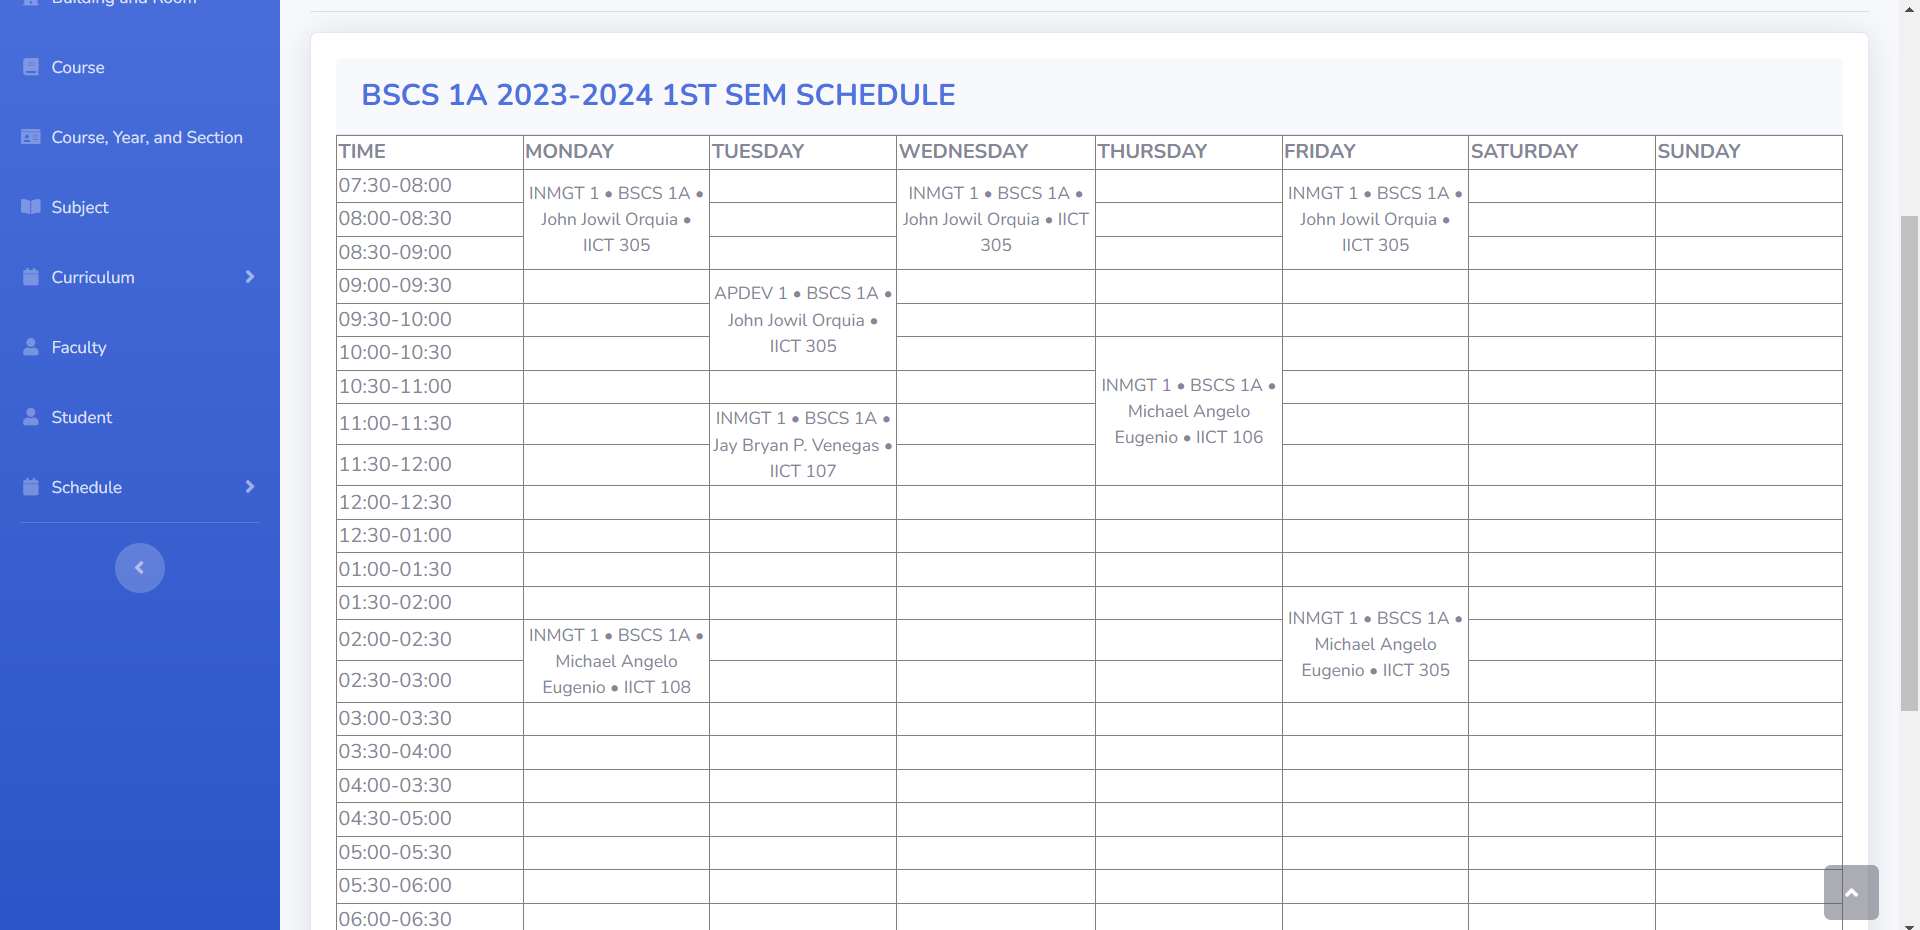 Building and Room
Course
Course, Year, and Section
Subject
Curriculum
Faculty
Student
Schedule
BSCS 1A 2023-2024 1ST SEM SCHEDULE
TIME MONDAY TUESDAY WEDNESDAY THURSDAY FRIDAY SATURDAY SUNDAY
07:30-08:00
08:00-08:30
08:30-09:00
09:00-09:30
09:30-10:00
10:00-10:30
10:30-11:00
11:00-11:30
11:30-12:00
12:00-12:30
12:30-01:00
01:00-01:30
01:30-02:00
02:00-02:30
02:30-03:00
03:00-03:30
03:30-04:00
04:00-03:30
04:30-05:00
05:00-05:30
05:30-06:00
06:00-06:30
INMGT 1 • BSCS 1A •
John Jowil Orquia •
IICT 305
INMGT 1 • BSCS 1A •
Michael Angelo
Eugenio • IICT 108
APDEV 1 • BSCS 1A •
John Jowil Orquia •
IICT 305
INMGT 1 • BSCS 1A •
Jay Bryan P. Venegas •
IICT 107
INMGT 1 • BSCS 1A •
John Jowil Orquia • IICT
305
INMGT 1 • BSCS 1A •
Michael Angelo
Eugenio • IICT 106
INMGT 1 • BSCS 1A •
John Jowil Orquia •
IICT 305
INMGT 1 • BSCS 1A •
Michael Angelo
Eugenio • IICT 305